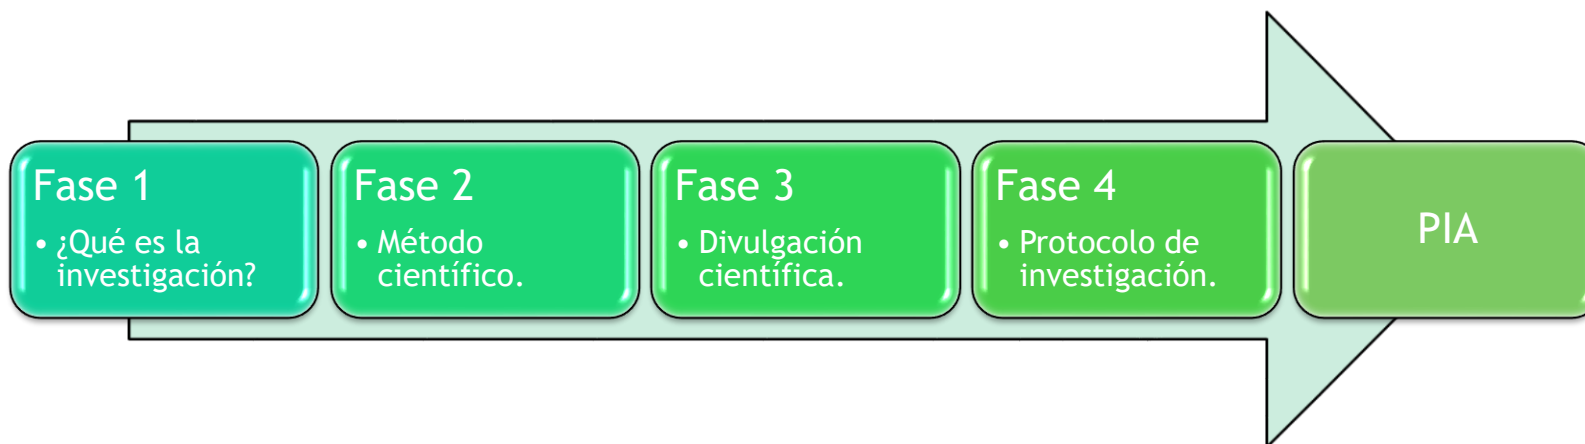 Fase 1
• ¿Qué es la
investigación?
Fase 2
• Método
científico.
Fase 3
• Divulgación
científica.
Fase 4
• Protocolo de
investigación.
PIA